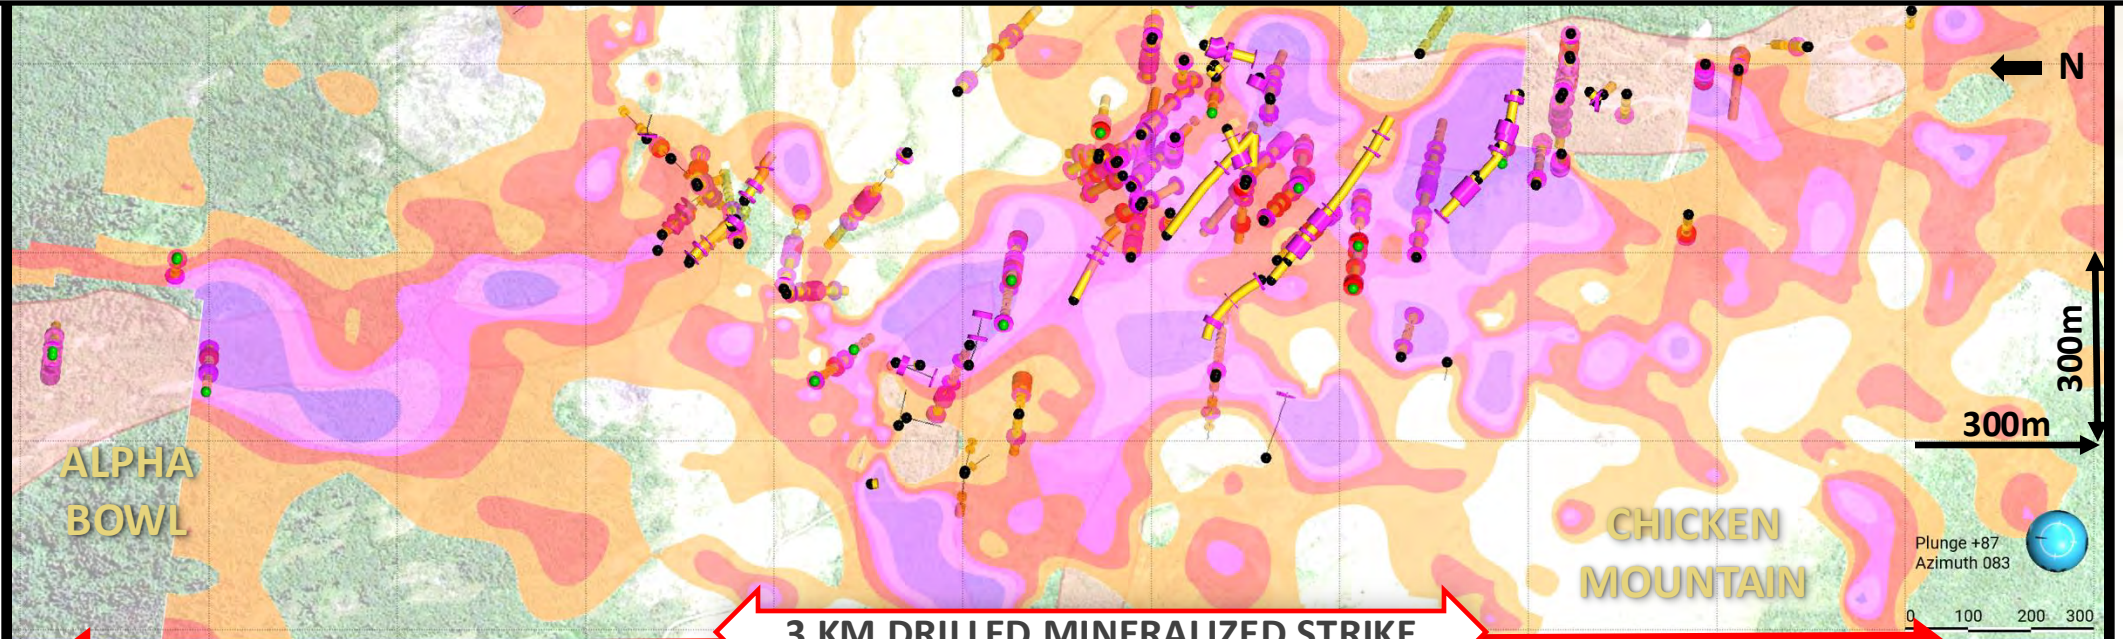 N
300m
300m
ALPHA
BOWL
CHICKEN
MOUNTAIN
Plunge +87
Azimuth 083
0 100 200 300
3 KM DRILLED MINERALIZED STRIKE